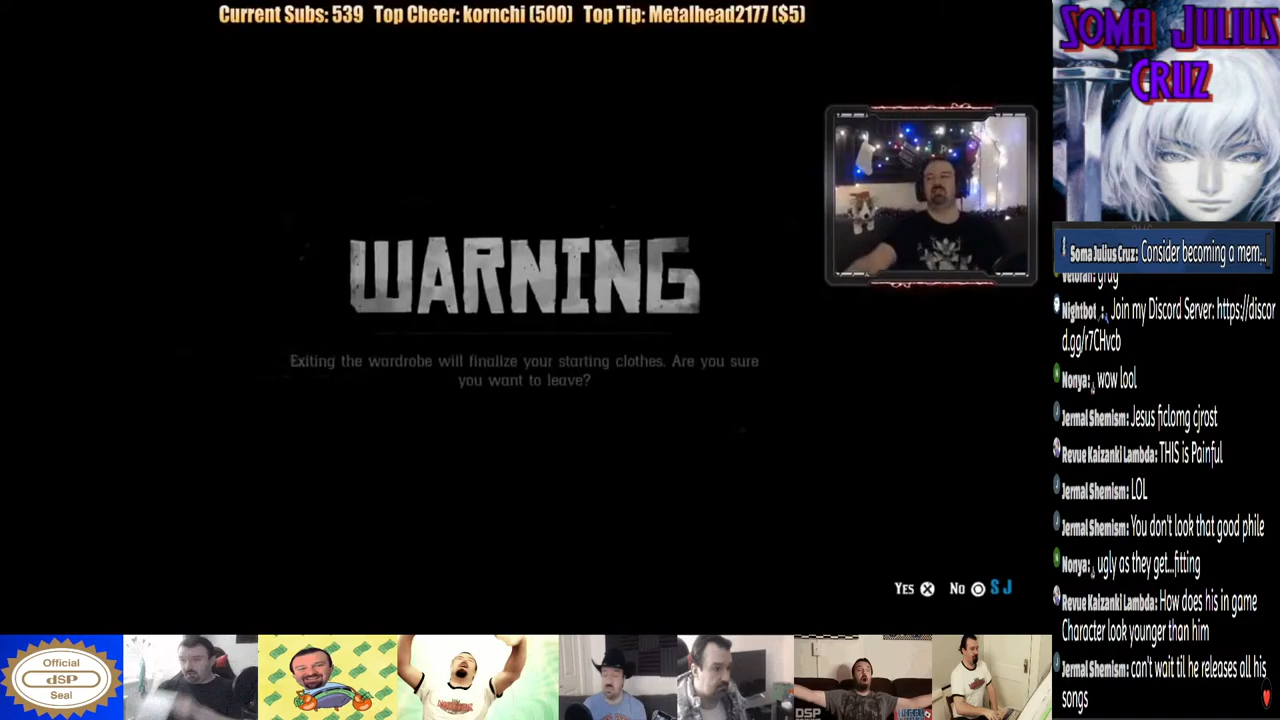 Current Subs: 539 Top Cheer: kornchi (500) Top Tip: Metalhead2177 ($5)
SOMA JULIUS
CRUZ
WARNING
Exiting the wardrobe will finalize your starting clothes. Are you sure
you want to leave?
YES NO SJ
Soma Julius Cruz: Consider becoming a mem...
Nightbot: Join my Discord Server: https://discor
d.gg/r7CHvcb
Nonya: wow lool
Jermal Shemism: Jesus ficlomg cjrost
Revue Kaizanki Lambda: THIS is Painful
Jermal Shemism: LOL
Jermal Shemism: You don't look that good phile
Nonya: ugly as they get...fitting
Revue Kaizanki Lambda: How does his in game
Character look younger than him
Jermal Shemism: can't wait til he releases all his
songs
Official
dSP
Seal
DSP